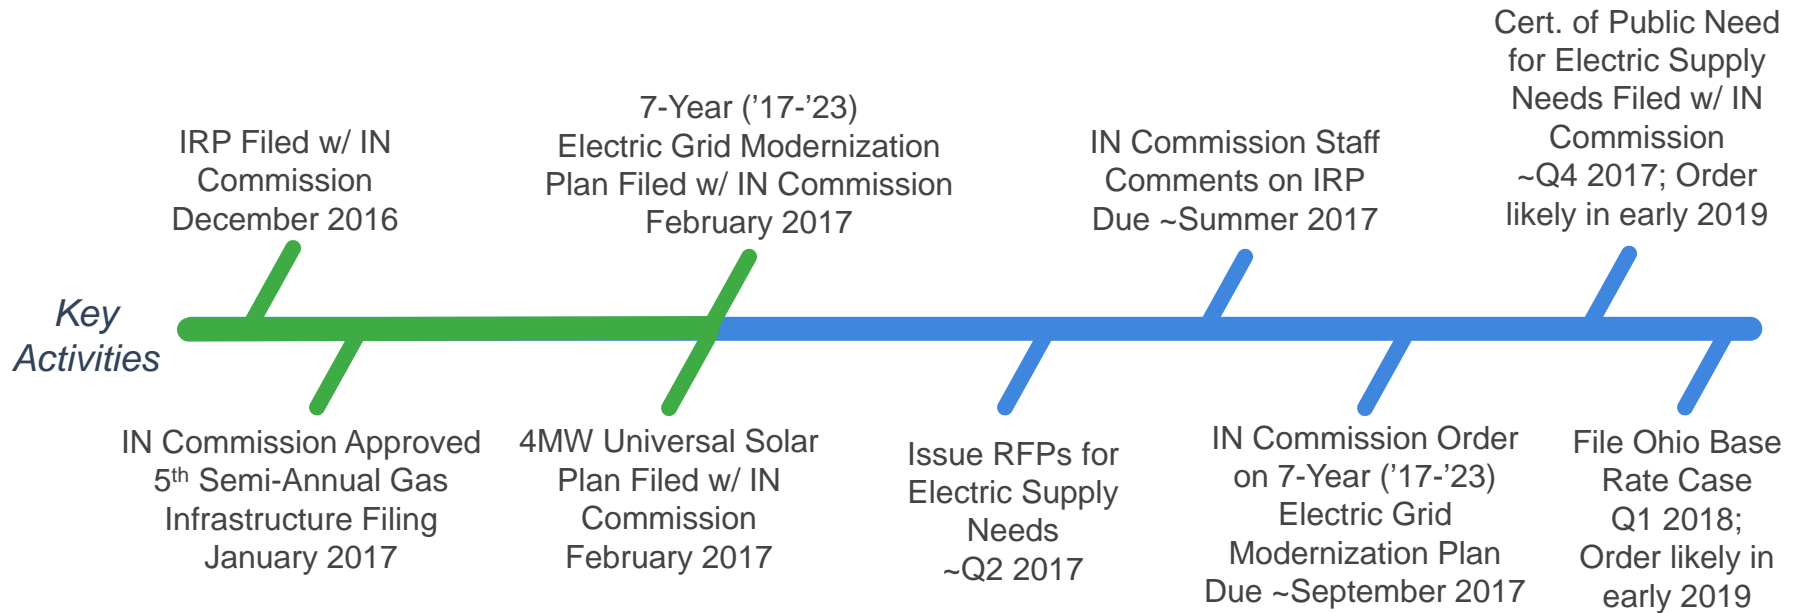 Key
Activities
IRP Filed w/ IN
Commission
December 2016
IN Commission Approved
5th Semi-Annual Gas
Infrastructure Filing
January 2017
7-Year (’17-’23)
Electric Grid Modernization
Plan Filed w/ IN Commission
February 2017
4MW Universal Solar
Plan Filed w/ IN
Commission
February 2017
Issue RFPs for
Electric Supply
Needs
~Q2 2017
IN Commission Staff
Comments on IRP
Due ~Summer 2017
IN Commission Order
on 7-Year (’17-’23)
Electric Grid
Modernization Plan
Due ~September 2017
Cert. of Public Need
for Electric Supply
Needs Filed w/ IN
Commission
~Q4 2017; Order
likely in early 2019
File Ohio Base
Rate Case
Q1 2018;
Order likely in
early 2019